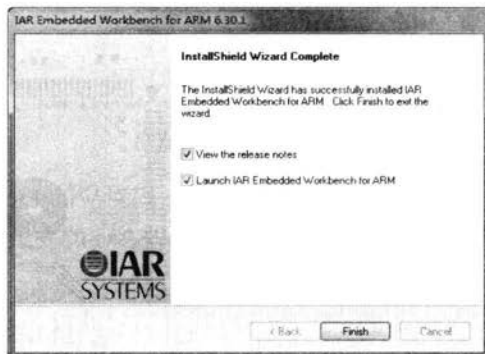 IAR Embedded Workbench for ARM 6.30.1
InstallShield Wizard Complete
The InstallShield Wizard has successfully installed IAR
Embedded Workbench for ARM. Click Finish to exit the
wizard.
View the release notes
Launch IAR Embedded Workbench for ARM
IAR
SYSTEMS
< Back
Finish
Cancel